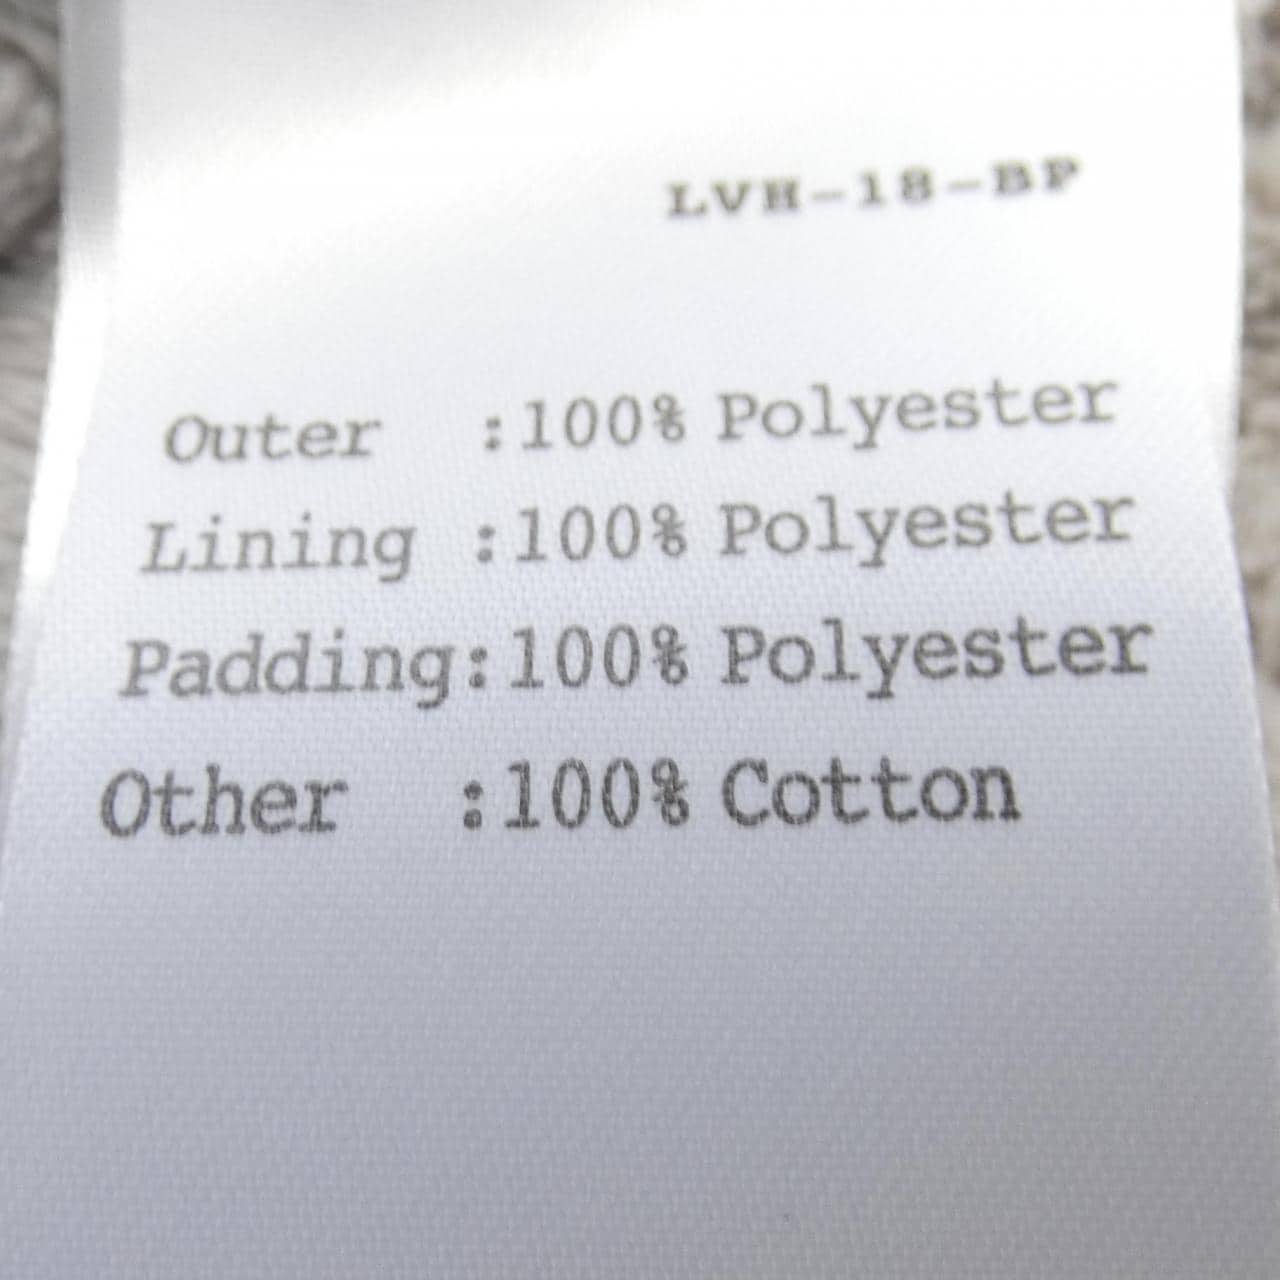 LVH-18-BP
Outer :100% Polyester
Lining :100% Polyester
Padding:100% Polyester
Other :100% Cotton